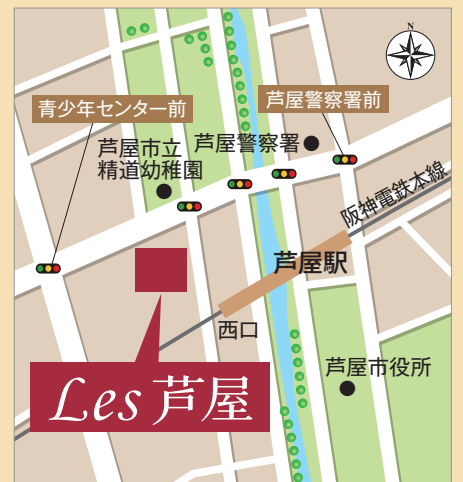 N
青少年センター前
芦屋警察署前
芦屋市立
精道幼稚園
芦屋警察署
阪神電鉄本線
芦屋駅
西口
芦屋市役所
Les 芦屋